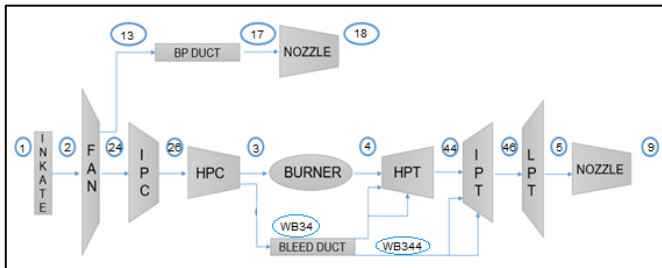 13
BP DUCT
17
NOZZLE
18
1
INKATE
2
FAN
24
IPC
26
HPC
3
BURNER
4
HPT
44
IPT
46
LPT
5
NOZZLE
9
WB34
BLEED DUCT
WB344